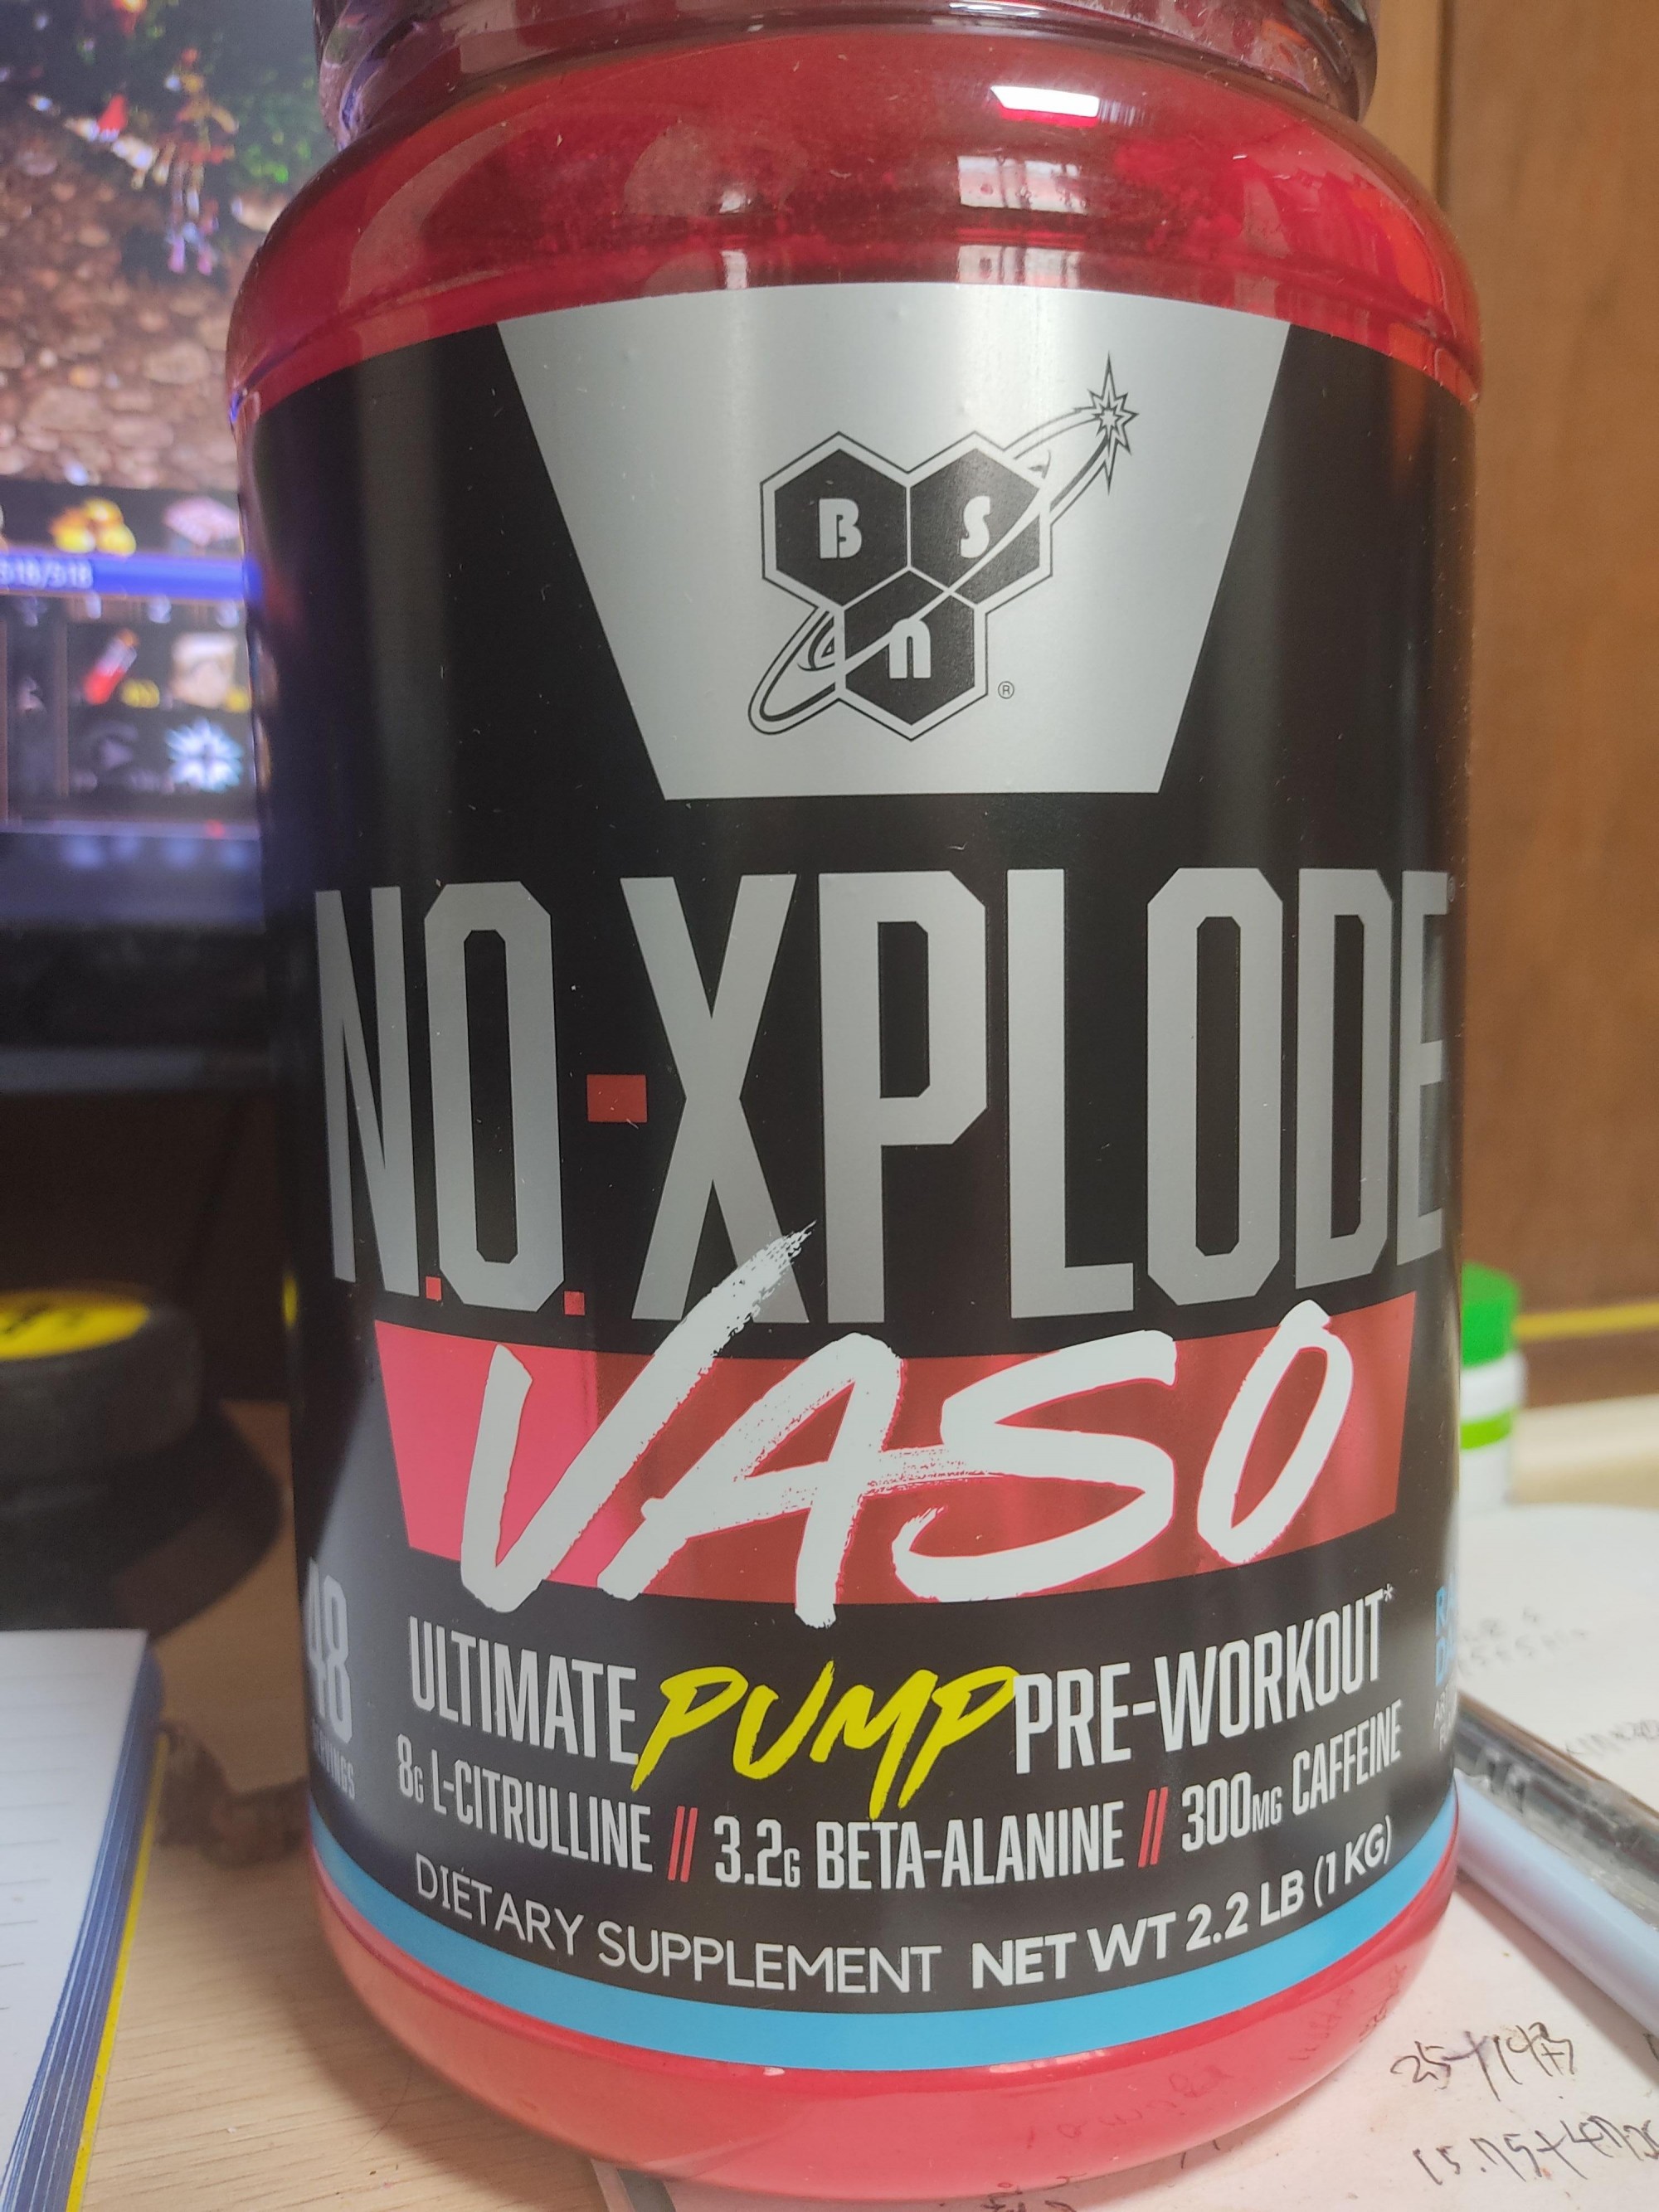 B S
N ®
N.O.-XPLODE®
VASO
48
ULTIMATE PUMP PRE-WORKOUT*
8G L-CITRULLINE // 3.2G BETA-ALANINE // 300MG CAFFEINE
DIETARY SUPPLEMENT NET WT 2.2 LB (1 KG)